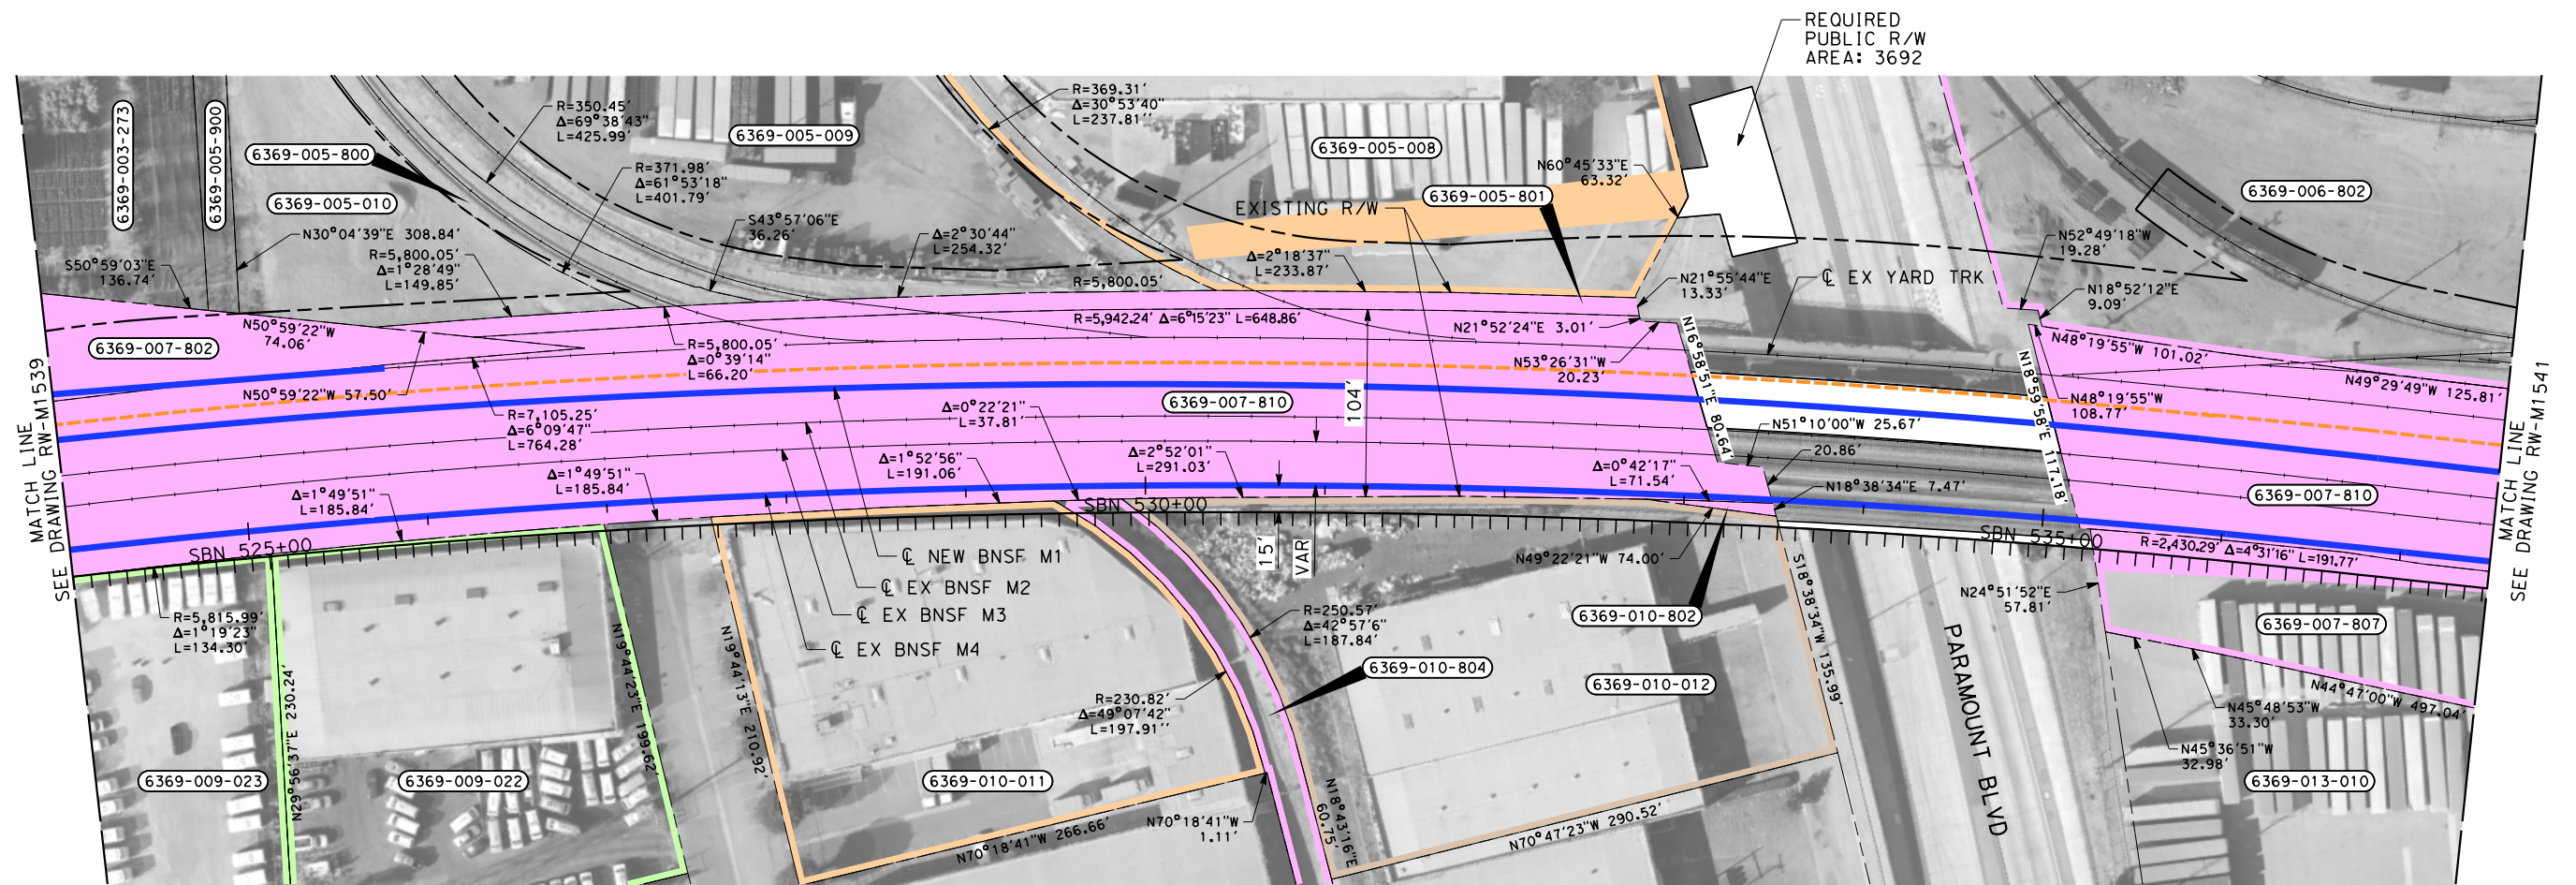 REQUIRED
PUBLIC R/W
AREA: 3692
6369-003-273
6369-005-900
6369-005-800
6369-005-010
R=350.45'
Δ=69°38'43"
L=425.99'
6369-005-009
R=371.98'
Δ=61°53'18"
L=401.79'
R=369.31'
Δ=30°53'40"
L=237.81''
6369-005-008
N60°45'33"E
63.32'
6369-005-801
EXISTING R/W
6369-006-802
N30°04'39"E 308.84'
S50°59'03"E
136.74'
R=5,800.05'
Δ=1°28'49"
L=149.85'
S43°57'06"E
36.26'
Δ=2°30'44"
L=254.32'
R=5,800.05'
Δ=2°18'37"
L=233.87'
N21°55'44"E
13.33'
℄ EX YARD TRK
N52°49'18"W
19.28'
N18°52'12"E
9.09'
N50°59'22"W
74.06'
6369-007-802
R=5,942.24' Δ=6°15'23" L=648.86'
N21°52'24"E 3.01'
R=5,800.05'
Δ=0°39'14"
L=66.20'
N53°26'31"W
20.23'
N16°58'51"E 80.64'
N18°59'58"E 117.18'
N48°19'55"W 101.02'
N49°29'49"W 125.81'
N48°19'55"W
108.77'
N50°59'22"W 57.50'
R=7,105.25'
Δ=6°09'47"
L=764.28'
6369-007-810
104'
Δ=0°22'21"
L=37.81'
N51°10'00"W 25.67'
20.86'
MATCH LINE
SEE DRAWING RW-M1539
MATCH LINE
SEE DRAWING RW-M1541
Δ=1°49'51"
L=185.84'
Δ=1°49'51"
L=185.84'
Δ=1°52'56"
L=191.06'
Δ=2°52'01"
L=291.03'
Δ=0°42'17"
L=71.54'
N18°38'34"E 7.47'
6369-007-810
SBN 525+00
SBN 530+00
SBN 535+00
R=2,430.29' Δ=4°31'16" L=191.77'
15'
VAR
℄ NEW BNSF M1
℄ EX BNSF M2
℄ EX BNSF M3
℄ EX BNSF M4
N49°22'21"W 74.00'
6369-010-802
N24°51'52"E
57.81'
R=5,815.99'
Δ=1°19'23"
L=134.30'
R=250.57'
Δ=42°57'6"
L=187.84'
6369-007-807
6369-010-804
6369-010-012
S18°38'34"W 135.99'
PARAMOUNT BLVD
N29°56'37"E 230.24'
N19°44'23"E 199.62'
N19°44'13"E 210.92'
R=230.82'
Δ=49°07'42"
L=197.91''
N44°47'00"W 497.04'
N45°48'53"W
33.30'
N45°36'51"W
32.98'
6369-009-023
6369-009-022
6369-010-011
6369-013-010
N70°18'41"W 266.66'
N70°18'41"W
1.11'
N18°43'16"E
60.75'
N70°47'23"W 290.52'